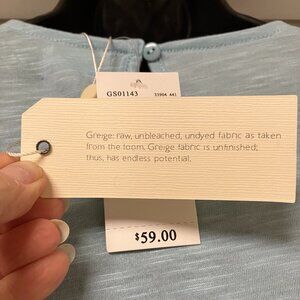 GS01143
Greige: raw, unbleached, undyed fabric as taken
from the loom. Greige fabric is unfinished;
thus, has endless potential.
$59.00